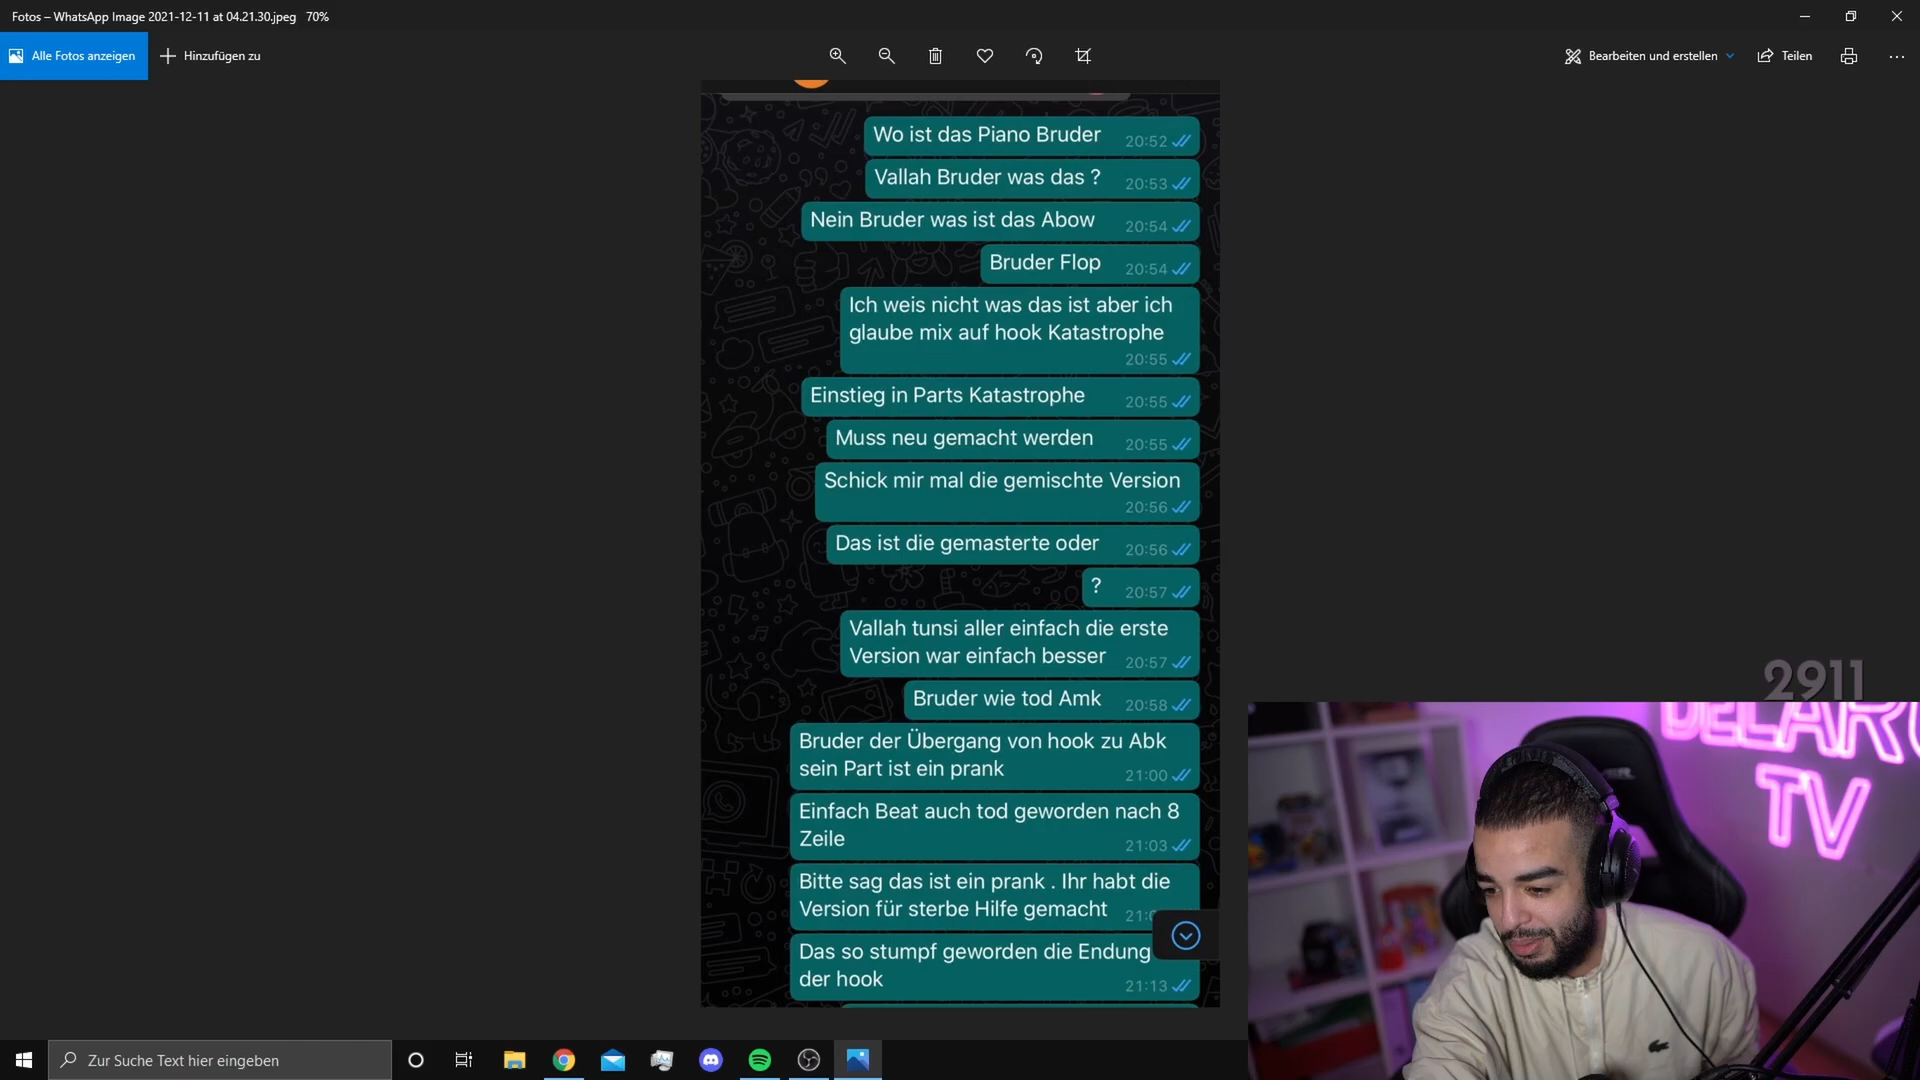 Fotos – WhatsApp Image 2021-12-11 at 04.21.30.jpeg 70%
Alle Fotos anzeigen
Hinzufügen zu
Bearbeiten und erstellen
Teilen
Wo ist das Piano Bruder 20:52
Vallah Bruder was das ? 20:53
Nein Bruder was ist das Abow 20:54
Bruder Flop 20:54
Ich weis nicht was das ist aber ich
glaube mix auf hook Katastrophe
20:55
Einstieg in Parts Katastrophe 20:55
Muss neu gemacht werden 20:55
Schick mir mal die gemischte Version
20:56
Das ist die gemasterte oder 20:56
? 20:57
Vallah tunsi aller einfach die erste
Version war einfach besser 20:57
Bruder wie tod Amk 20:58
Bruder der Übergang von hook zu Abk
sein Part ist ein prank 21:00
Einfach Beat auch tod geworden nach 8
Zeile 21:03
Bitte sag das ist ein prank . Ihr habt die
Version für sterbe Hilfe gemacht
Das so stumpf geworden die Endung
der hook 21:13
2911
TV
Zur Suche Text hier eingeben